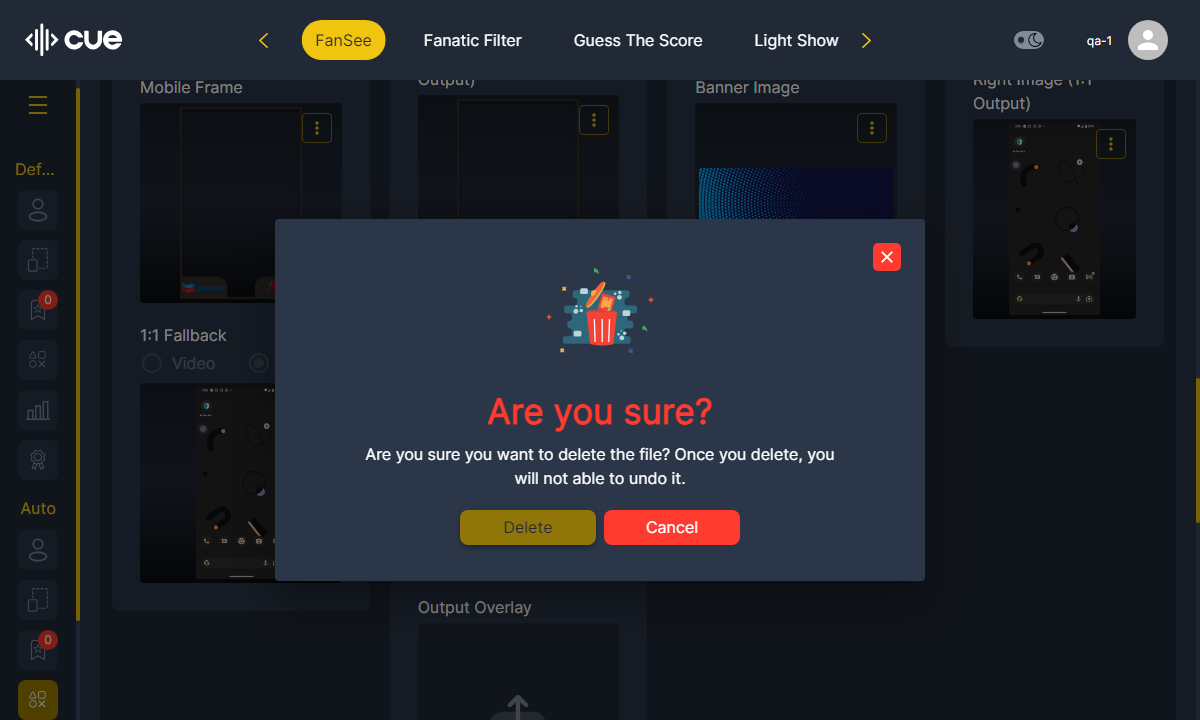 cue
FanSee
Fanatic Filter
Guess The Score
Light Show
qa-1
Mobile Frame
Output)
Banner Image
Right Image (1:1
Output)
Def...
0
1:1 Fallback
Video
Are you sure?
Are you sure you want to delete the file? Once you delete, you
will not able to undo it.
Delete
Cancel
Auto
0
Output Overlay